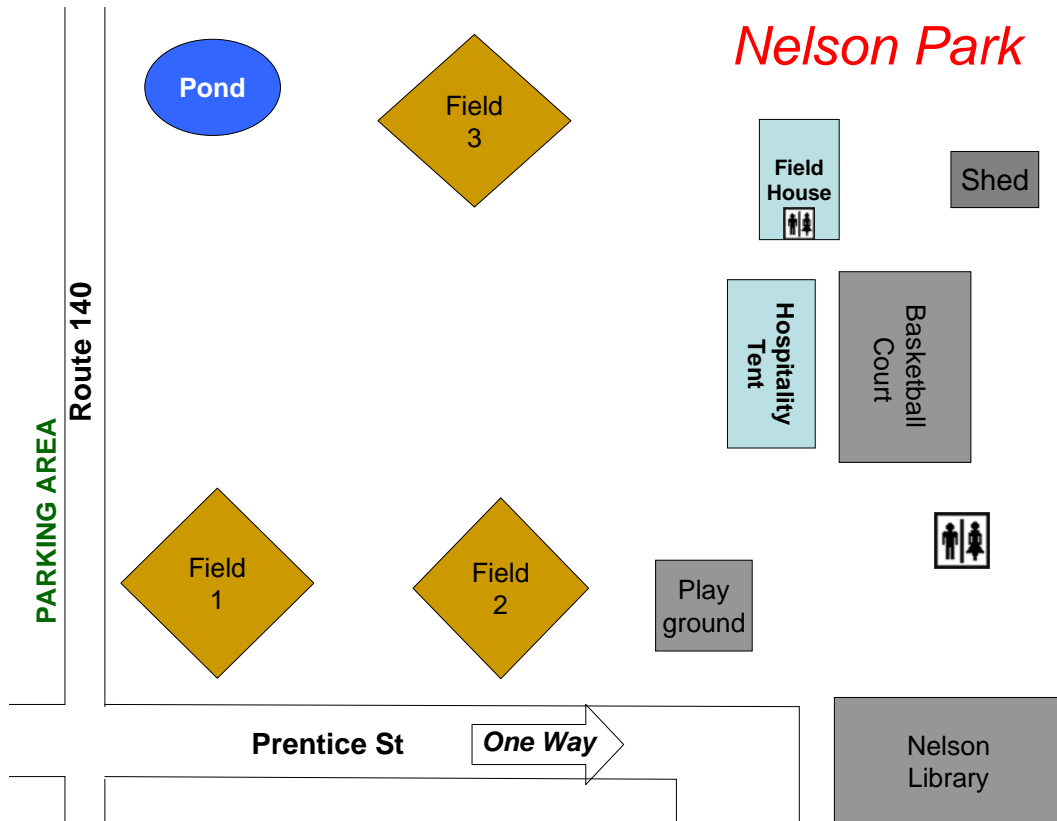 Nelson Park
Pond
Field
3
Field
House
Shed
Route 140
Hospitality
Tent
Basketball
Court
PARKING AREA
Field
1
Field
2
Play
ground
Prentice St
One Way
Nelson
Library